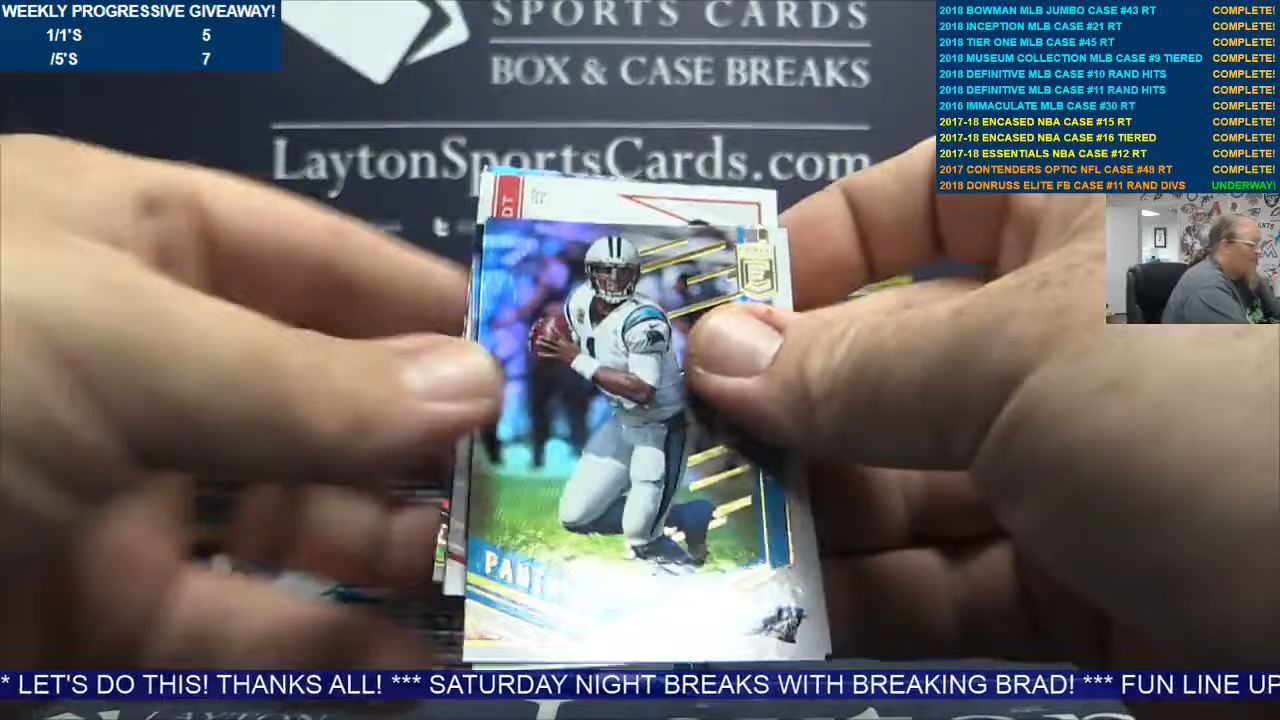 WEEKLY PROGRESSIVE GIVEAWAY!
1/1'S 5
/5'S 7
SPORTS CARDS
BOX & CASE BREAKS
LaytonSportsCards.com
2018 BOWMAN MLB JUMBO CASE #43 RT COMPLETE!
2018 INCEPTION MLB CASE #21 RT COMPLETE!
2018 TIER ONE MLB CASE #45 RT COMPLETE!
2018 MUSEUM COLLECTION MLB CASE #9 TIERED COMPLETE!
2018 DEFINITIVE MLB CASE #10 RAND HITS COMPLETE!
2018 DEFINITIVE MLB CASE #11 RAND HITS COMPLETE!
2016 IMMACULATE MLB CASE #30 RT COMPLETE!
2017-18 ENCASED NBA CASE #15 RT COMPLETE!
2017-18 ENCASED NBA CASE #16 TIERED COMPLETE!
2017-18 ESSENTIALS NBA CASE #12 RT COMPLETE!
2017 CONTENDERS OPTIC NFL CASE #48 RT COMPLETE!
2018 DONRUSS ELITE FB CASE #11 RAND DIVS UNDERWAY!
E
1
PANT
* LET'S DO THIS! THANKS ALL! *** SATURDAY NIGHT BREAKS WITH BREAKING BRAD! *** FUN LINE UP